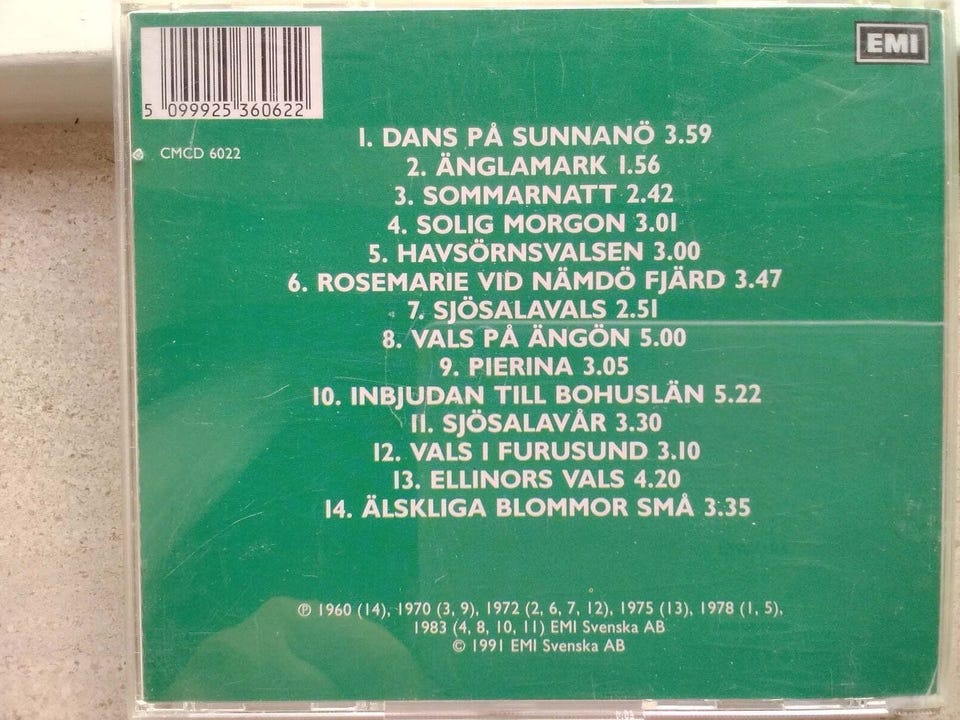 EMI
5 099925 360622
CMCD 6022
1. DANS PÅ SUNNANÖ 3.59
2. ÄNGLAMARK 1.56
3. SOMMARNATT 2.42
4. SOLIG MORGON 3.01
5. HAVSÖRNSVALSEN 3.00
6. ROSEMARIE VID NÄMDÖ FJÄRD 3.47
7. SJÖSALAVALS 2.51
8. VALS PÅ ÄNGÖN 5.00
9. PIERINA 3.05
10. INBJUDAN TILL BOHUSLÄN 5.22
11. SJÖSALAVÅR 3.30
12. VALS I FURUSUND 3.10
13. ELLINORS VALS 4.20
14. ÄLSKLIGA BLOMMOR SMÅ 3.35
℗ 1960 (14), 1970 (3, 9), 1972 (2, 6, 7, 12), 1975 (13), 1978 (1, 5),
1983 (4, 8, 10, 11) EMI Svenska AB
© 1991 EMI Svenska AB